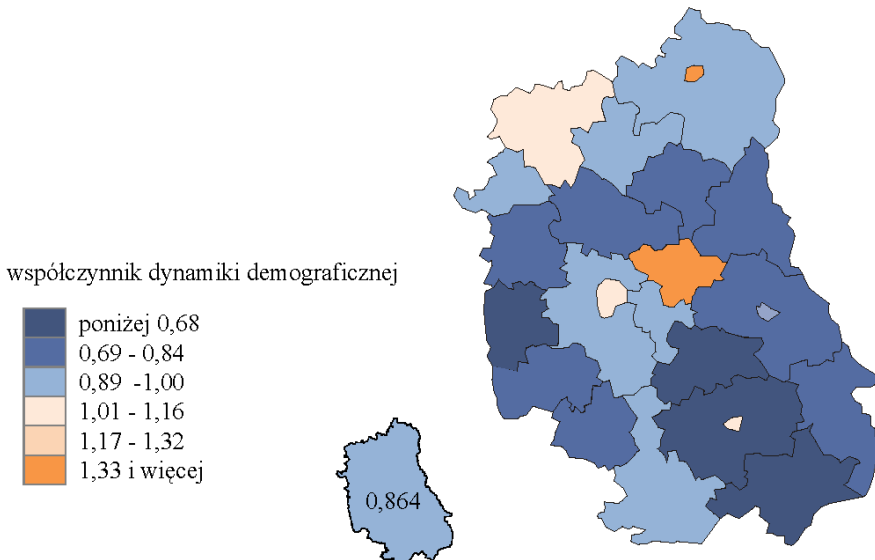 współczynnik dynamiki demograficznej
poniżej 0,68
0,69 - 0,84
0,89 -1,00
1,01 - 1,16
1,17 - 1,32
1,33 i więcej
0,864